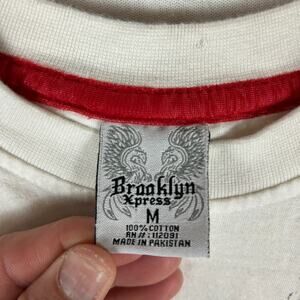 Brooklyn
Xpress
M
100% COTTON
RN#: 112091
MADE IN PAKISTAN